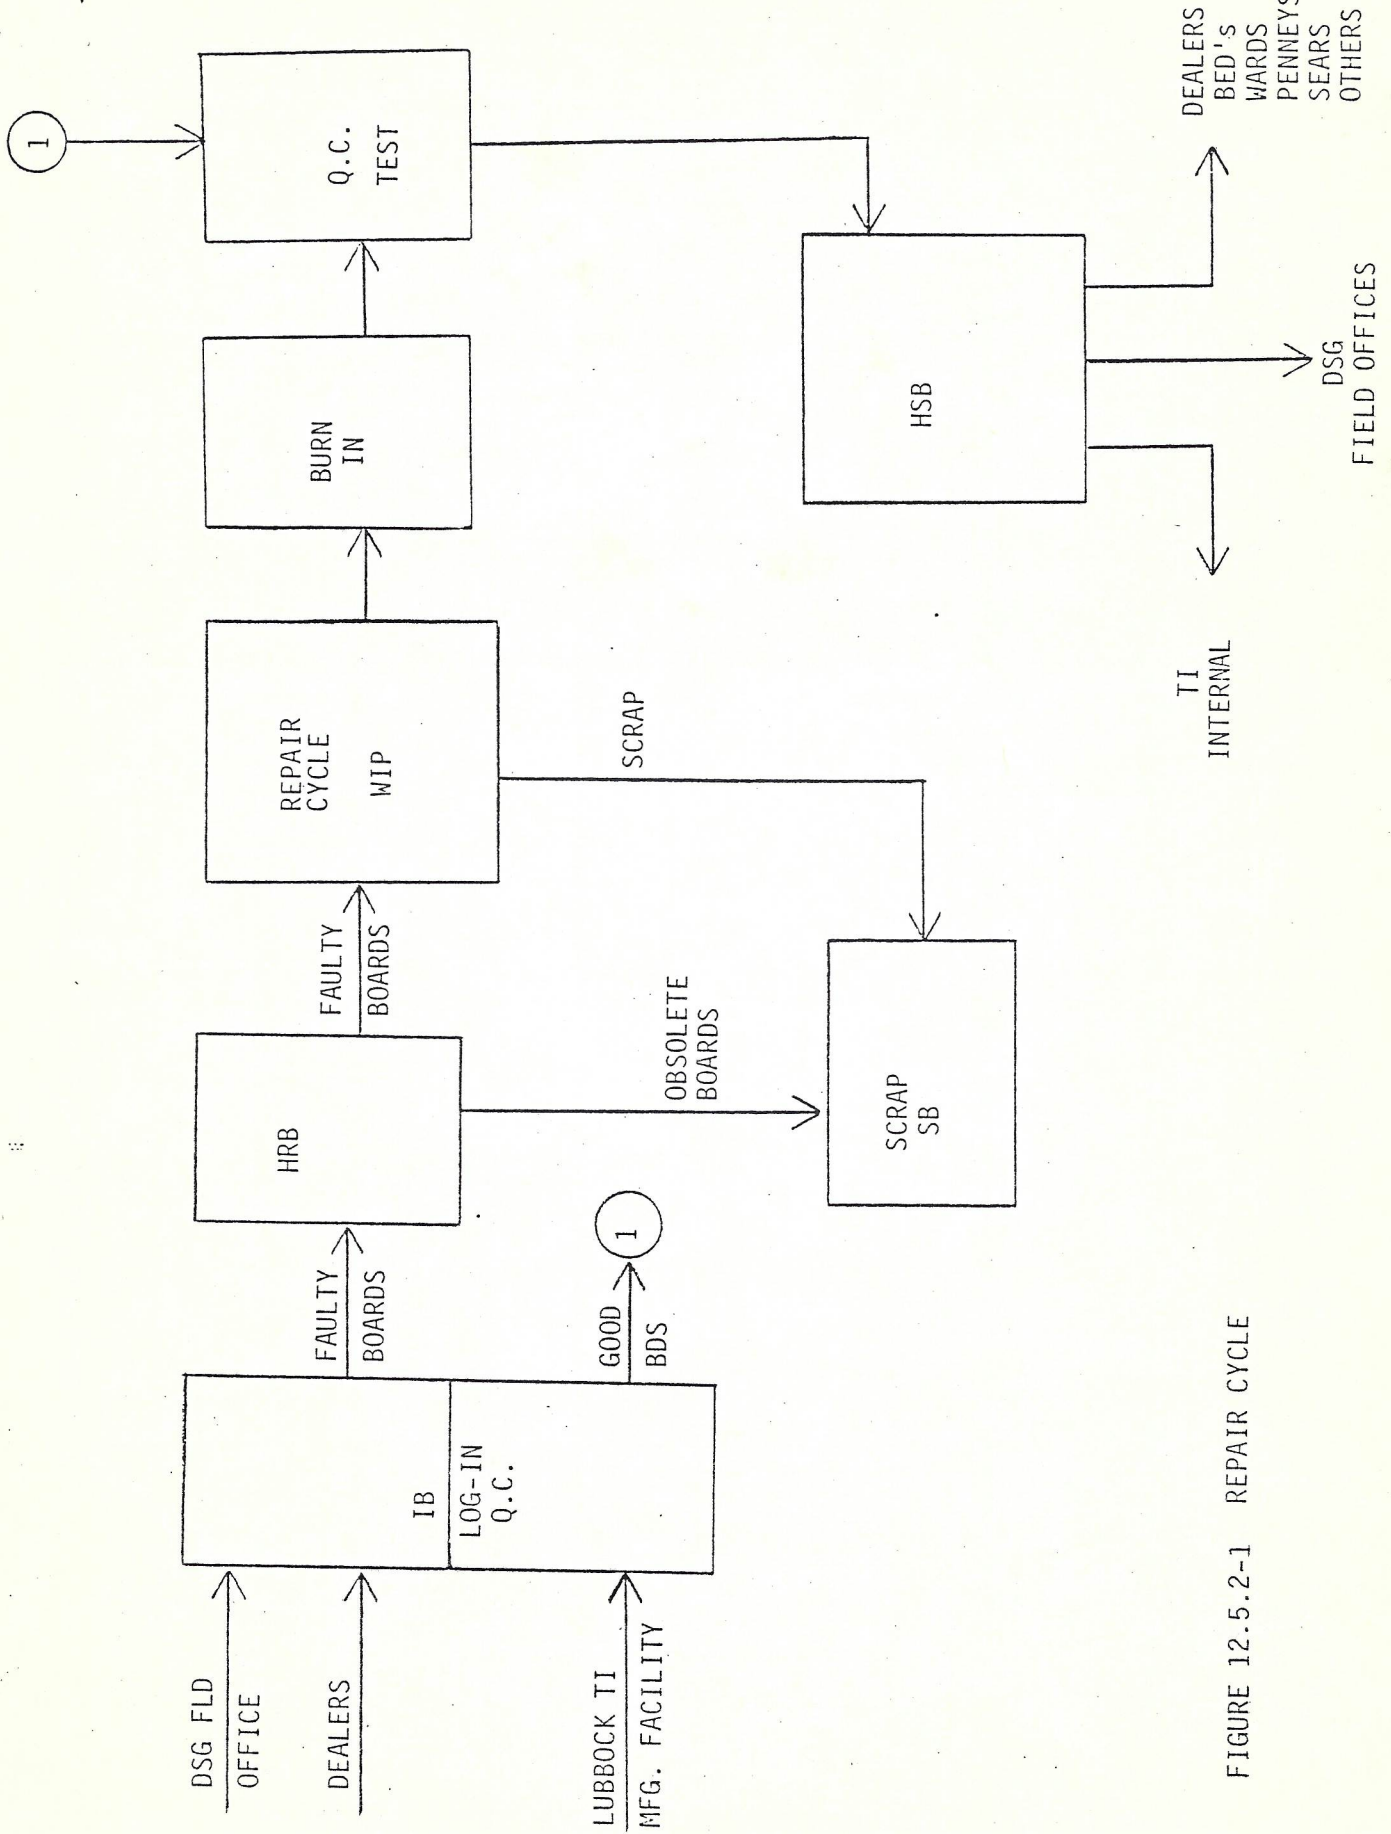 DSG FLD
OFFICE
DEALERS
LUBBOCK TI
MFG. FACILITY
IB
LOG-IN
Q.C.
FAULTY
BOARDS
GOOD
BDS
1
HRB
FAULTY
BOARDS
OBSOLETE
BOARDS
SCRAP
SB
REPAIR
CYCLE
WIP
SCRAP
BURN
IN
Q.C.
TEST
1
HSB
TI
INTERNAL
DSG
FIELD OFFICES
DEALERS
BED's
WARDS
PENNEYS
SEARS
OTHERS
FIGURE 12.5.2-1 REPAIR CYCLE